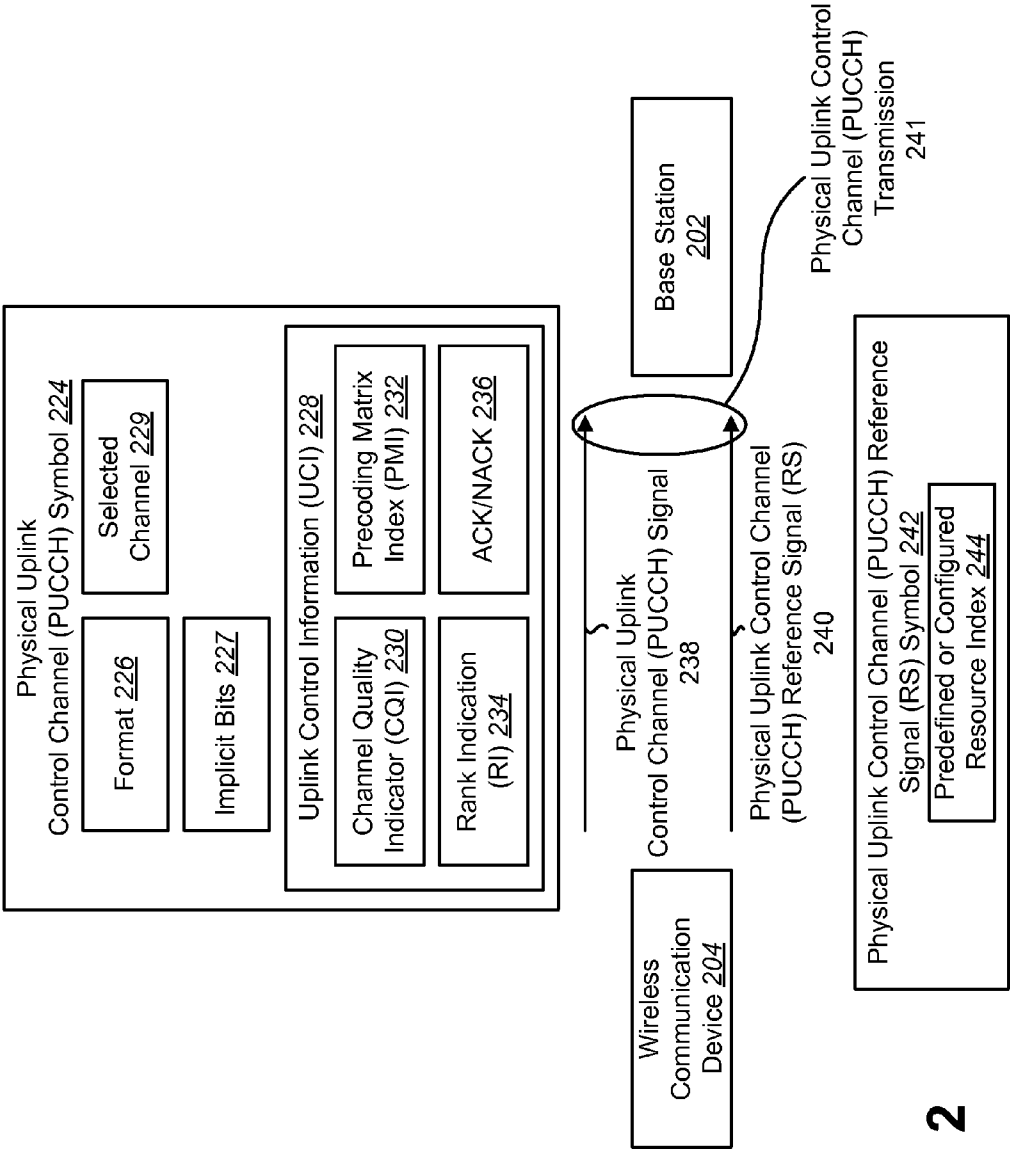 Physical Uplink
Control Channel (PUCCH) Symbol 224
Format 226
Selected
Channel 229
Implicit Bits 227
Uplink Control Information (UCI) 228
Channel Quality
Indicator (CQI) 230
Precoding Matrix
Index (PMI) 232
Rank Indication
(RI) 234
ACK/NACK 236
Wireless
Communication
Device 204
Physical Uplink
Control Channel (PUCCH) Signal
238
Physical Uplink Control Channel
(PUCCH) Reference Signal (RS)
240
Base Station
202
Physical Uplink Control
Channel (PUCCH)
Transmission
241
Physical Uplink Control Channel (PUCCH) Reference
Signal (RS) Symbol 242
Predefined or Configured
Resource Index 244
2